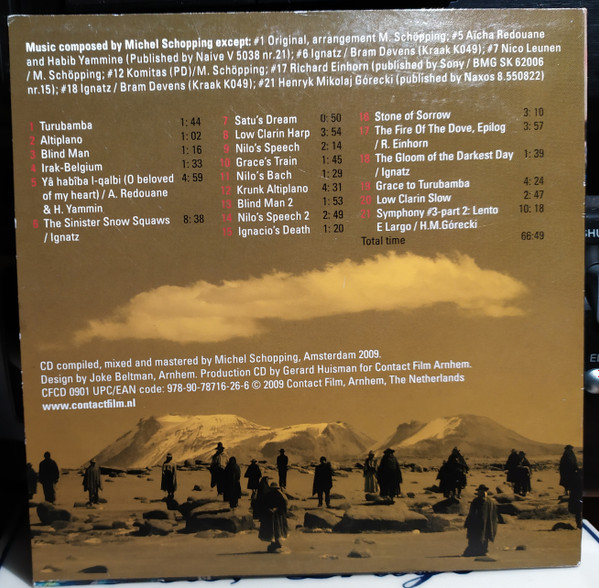 Music composed by Michel Schopping except: #1 Original, arrangement M. Schöpping; #5 Aïcha Redouane
and Habib Yammine (Published by Naive V 5038 nr.21); #6 Ignatz / Bram Devens (Kraak K049); #7 Nico Leunen
/ M. Schöpping; #12 Komitas (PD)/M. Schöpping; #17 Richard Einhorn (published by Sony / BMG SK 62006
nr.15); #18 Ignatz / Bram Devens (Kraak K049); #21 Henryk Mikolaj Górecki (published by Naxos 8.550822)
1 Turubamba 1: 44
2 Altiplano 1: 02
3 Blind Man 1; 16
4 Irak-Belgium 1: 33
5 Yā habîba l-qalbi (O beloved 4: 59
of my heart) / A. Redouane
& H. Yammin
6 The Sinister Snow Squaws 8: 38
/ Ignatz
7 Satu's Dream 0: 50
8 Low Clarin Harp 3: 54
9 Nilo's Speech 2: 14
10 Grace's Train 1: 45
11 Nilo's Bach 1: 29
12 Krunk Altiplano 4: 31
13 Blind Man 2 1: 53
14 Nilo's Speech 2 2: 49
15 Ignacio's Death 1: 20
16 Stone of Sorrow 3: 10
17 The Fire Of The Dove, Epilog 3: 57
/ R. Einhorn
18 The Gloom of the Darkest Day 1: 39
/ Ignatz
19 Grace to Turubamba 4: 24
20 Low Clarin Slow 2: 47
21 Symphony #3-part 2: Lento 10: 18
E Largo / H.M.Górecki
Total time 66:49
CD compiled, mixed and mastered by Michel Schopping, Amsterdam 2009.
Design by Joke Beltman, Arnhem. Production CD by Gerard Huisman for Contact Film Arnhem.
CFCD 0901 UPC/EAN code: 978-90-78716-26-6 © 2009 Contact Film, Arnhem, The Netherlands
www.contactfilm.nl